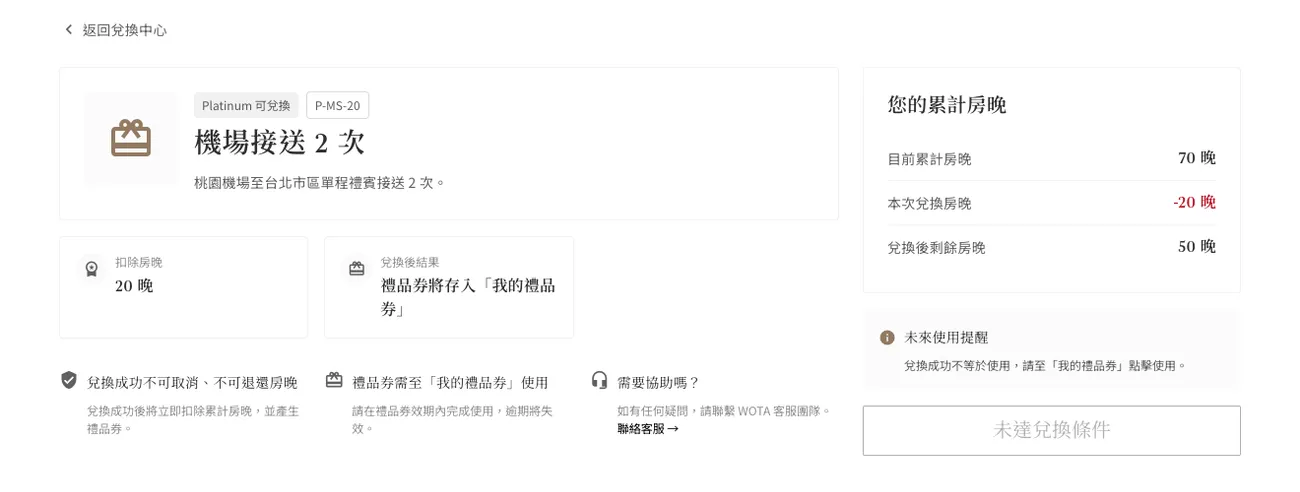 返回兌換中心
Platinum 可兌換
P-MS-20
機場接送 2 次
桃園機場至台北市區單程禮賓接送 2 次。
扣除房晚
20 晚
兌換後結果
禮品券將存入「我的禮品
券」
兌換成功不可取消、不可退還房晚
兌換成功後將立即扣除累計房晚，並產生
禮品券。
禮品券需至「我的禮品券」使用
請在禮品券效期內完成使用，逾期將失
效。
需要協助嗎？
如有任何疑問，請聯繫 WOTA 客服團隊。
聯絡客服 →
您的累計房晚
目前累計房晚 70 晚
本次兌換房晚 -20 晚
兌換後剩餘房晚 50 晚
未來使用提醒
兌換成功不等於使用，請至「我的禮品券」點擊使用。
未達兌換條件